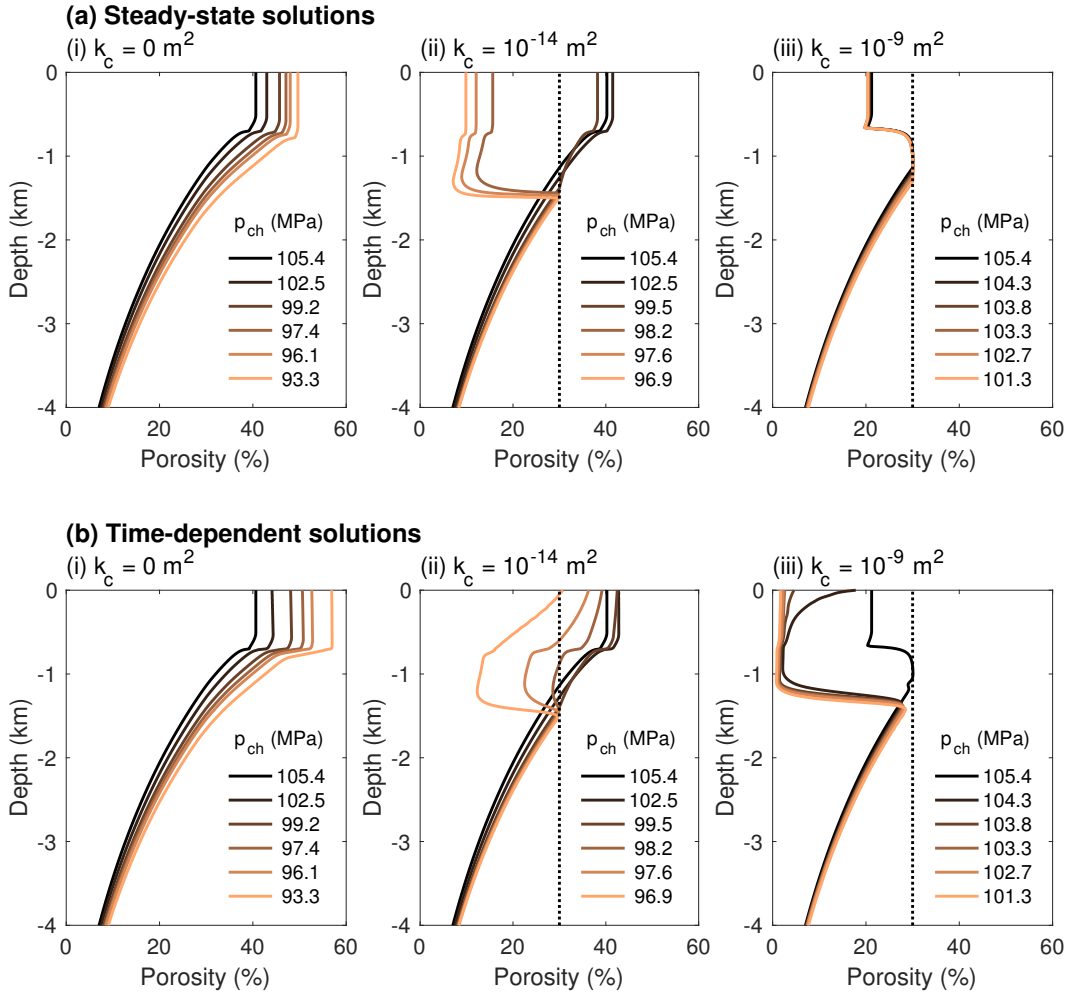 (a) Steady-state solutions
(i) k_c = 0 m^2
(ii) k_c = 10^-14 m^2
(iii) k_c = 10^-9 m^2
0
-1
-2
-3
-4
Depth (km)
p_ch (MPa)
105.4
102.5
99.2
97.4
96.1
93.3
0 20 40 60
Porosity (%)
0
-1
-2
-3
-4
Depth (km)
p_ch (MPa)
105.4
102.5
99.5
98.2
97.6
96.9
0 20 40 60
Porosity (%)
0
-1
-2
-3
-4
Depth (km)
p_ch (MPa)
105.4
104.3
103.8
103.3
102.7
101.3
0 20 40 60
Porosity (%)
(b) Time-dependent solutions
(i) k_c = 0 m^2
(ii) k_c = 10^-14 m^2
(iii) k_c = 10^-9 m^2
0
-1
-2
-3
-4
Depth (km)
p_ch (MPa)
105.4
102.5
99.2
97.4
96.1
93.3
0 20 40 60
Porosity (%)
0
-1
-2
-3
-4
Depth (km)
p_ch (MPa)
105.4
102.5
99.5
98.2
97.6
96.9
0 20 40 60
Porosity (%)
0
-1
-2
-3
-4
Depth (km)
p_ch (MPa)
105.4
104.3
103.8
103.3
102.7
101.3
0 20 40 60
Porosity (%)